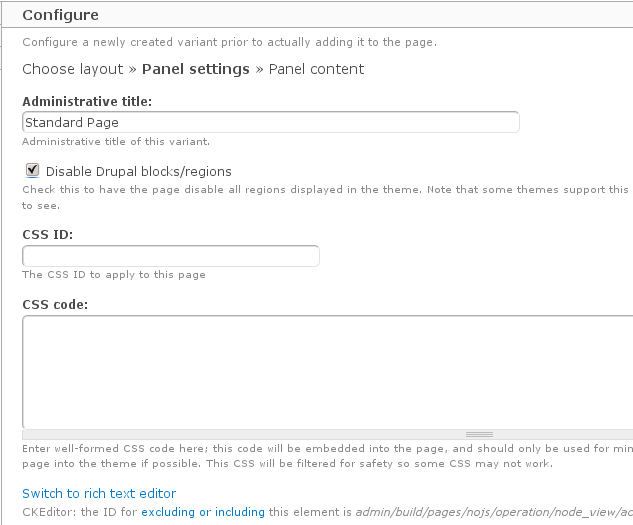 Configure
Configure a newly created variant prior to actually adding it to the page.
Choose layout » Panel settings » Panel content
Administrative title:
Standard Page
Administrative title of this variant.
Disable Drupal blocks/regions
Check this to have the page disable all regions displayed in the theme. Note that some themes support this
to see.
CSS ID:
The CSS ID to apply to this page
CSS code:
Enter well-formed CSS code here; this code will be embedded into the page, and should only be used for min
page into the theme if possible. This CSS will be filtered for safety so some CSS may not work.
Switch to rich text editor
CKEditor: the ID for excluding or including this element is admin/build/pages/nojs/operation/node_view/ac